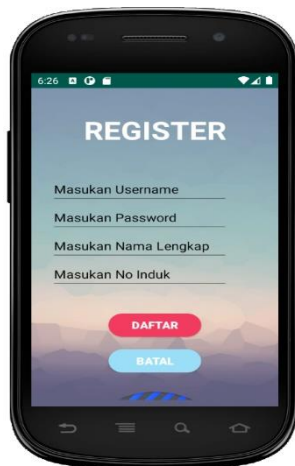 6:26
REGISTER
Masukan Username
Masukan Password
Masukan Nama Lengkap
Masukan No Induk
DAFTAR
BATAL